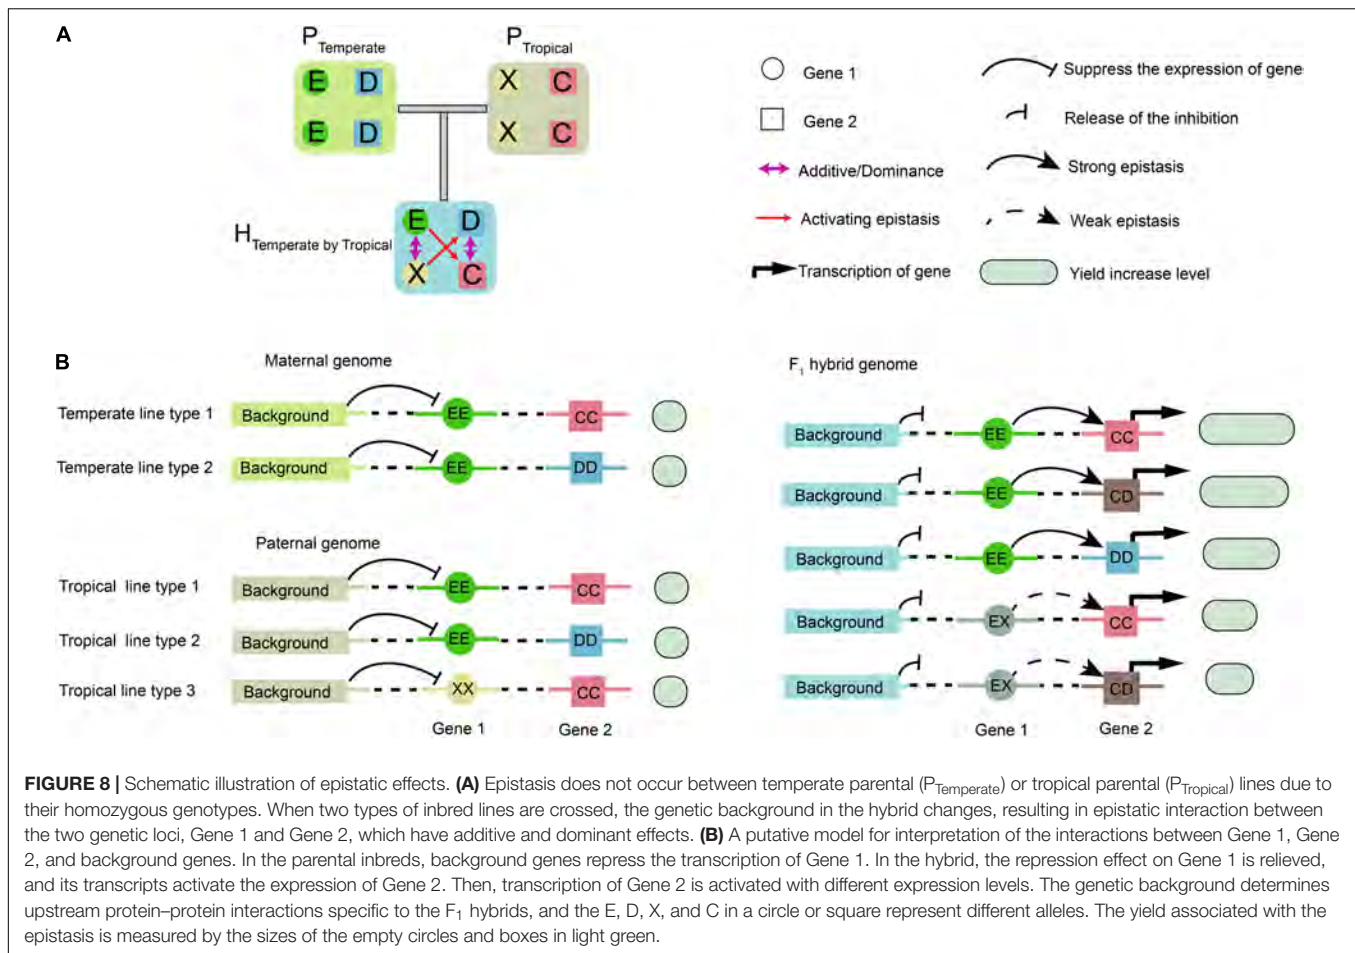 A
P Temperate
P Tropical
E D
X C
E D
X C
H Temperate by Tropical
E D
X C
Gene 1
Gene 2
Additive/Dominance
Activating epistasis
Transcription of gene
Suppress the expression of gene
Release of the inhibition
Strong epistasis
Weak epistasis
Yield increase level
B
Maternal genome
Temperate line type 1 Background EE CC
Temperate line type 2 Background EE DD
Paternal genome
Tropical line type 1 Background EE CC
Tropical line type 2 Background EE DD
Tropical line type 3 Background XX CC
Gene 1 Gene 2
F1 hybrid genome
Background EE CC
Background EE CD
Background EE DD
Background EX CC
Background EX CD
Gene 1 Gene 2
FIGURE 8 | Schematic illustration of epistatic effects. (A) Epistasis does not occur between temperate parental (PTemperate) or tropical parental (PTropical) lines due to
their homozygous genotypes. When two types of inbred lines are crossed, the genetic background in the hybrid changes, resulting in epistatic interaction between
the two genetic loci, Gene 1 and Gene 2, which have additive and dominant effects. (B) A putative model for interpretation of the interactions between Gene 1, Gene
2, and background genes. In the parental inbreds, background genes repress the transcription of Gene 1. In the hybrid, the repression effect on Gene 1 is relieved,
and its transcripts activate the expression of Gene 2. Then, transcription of Gene 2 is activated with different expression levels. The genetic background determines
upstream protein–protein interactions specific to the F1 hybrids, and the E, D, X, and C in a circle or square represent different alleles. The yield associated with the
epistasis is measured by the sizes of the empty circles and boxes in light green.